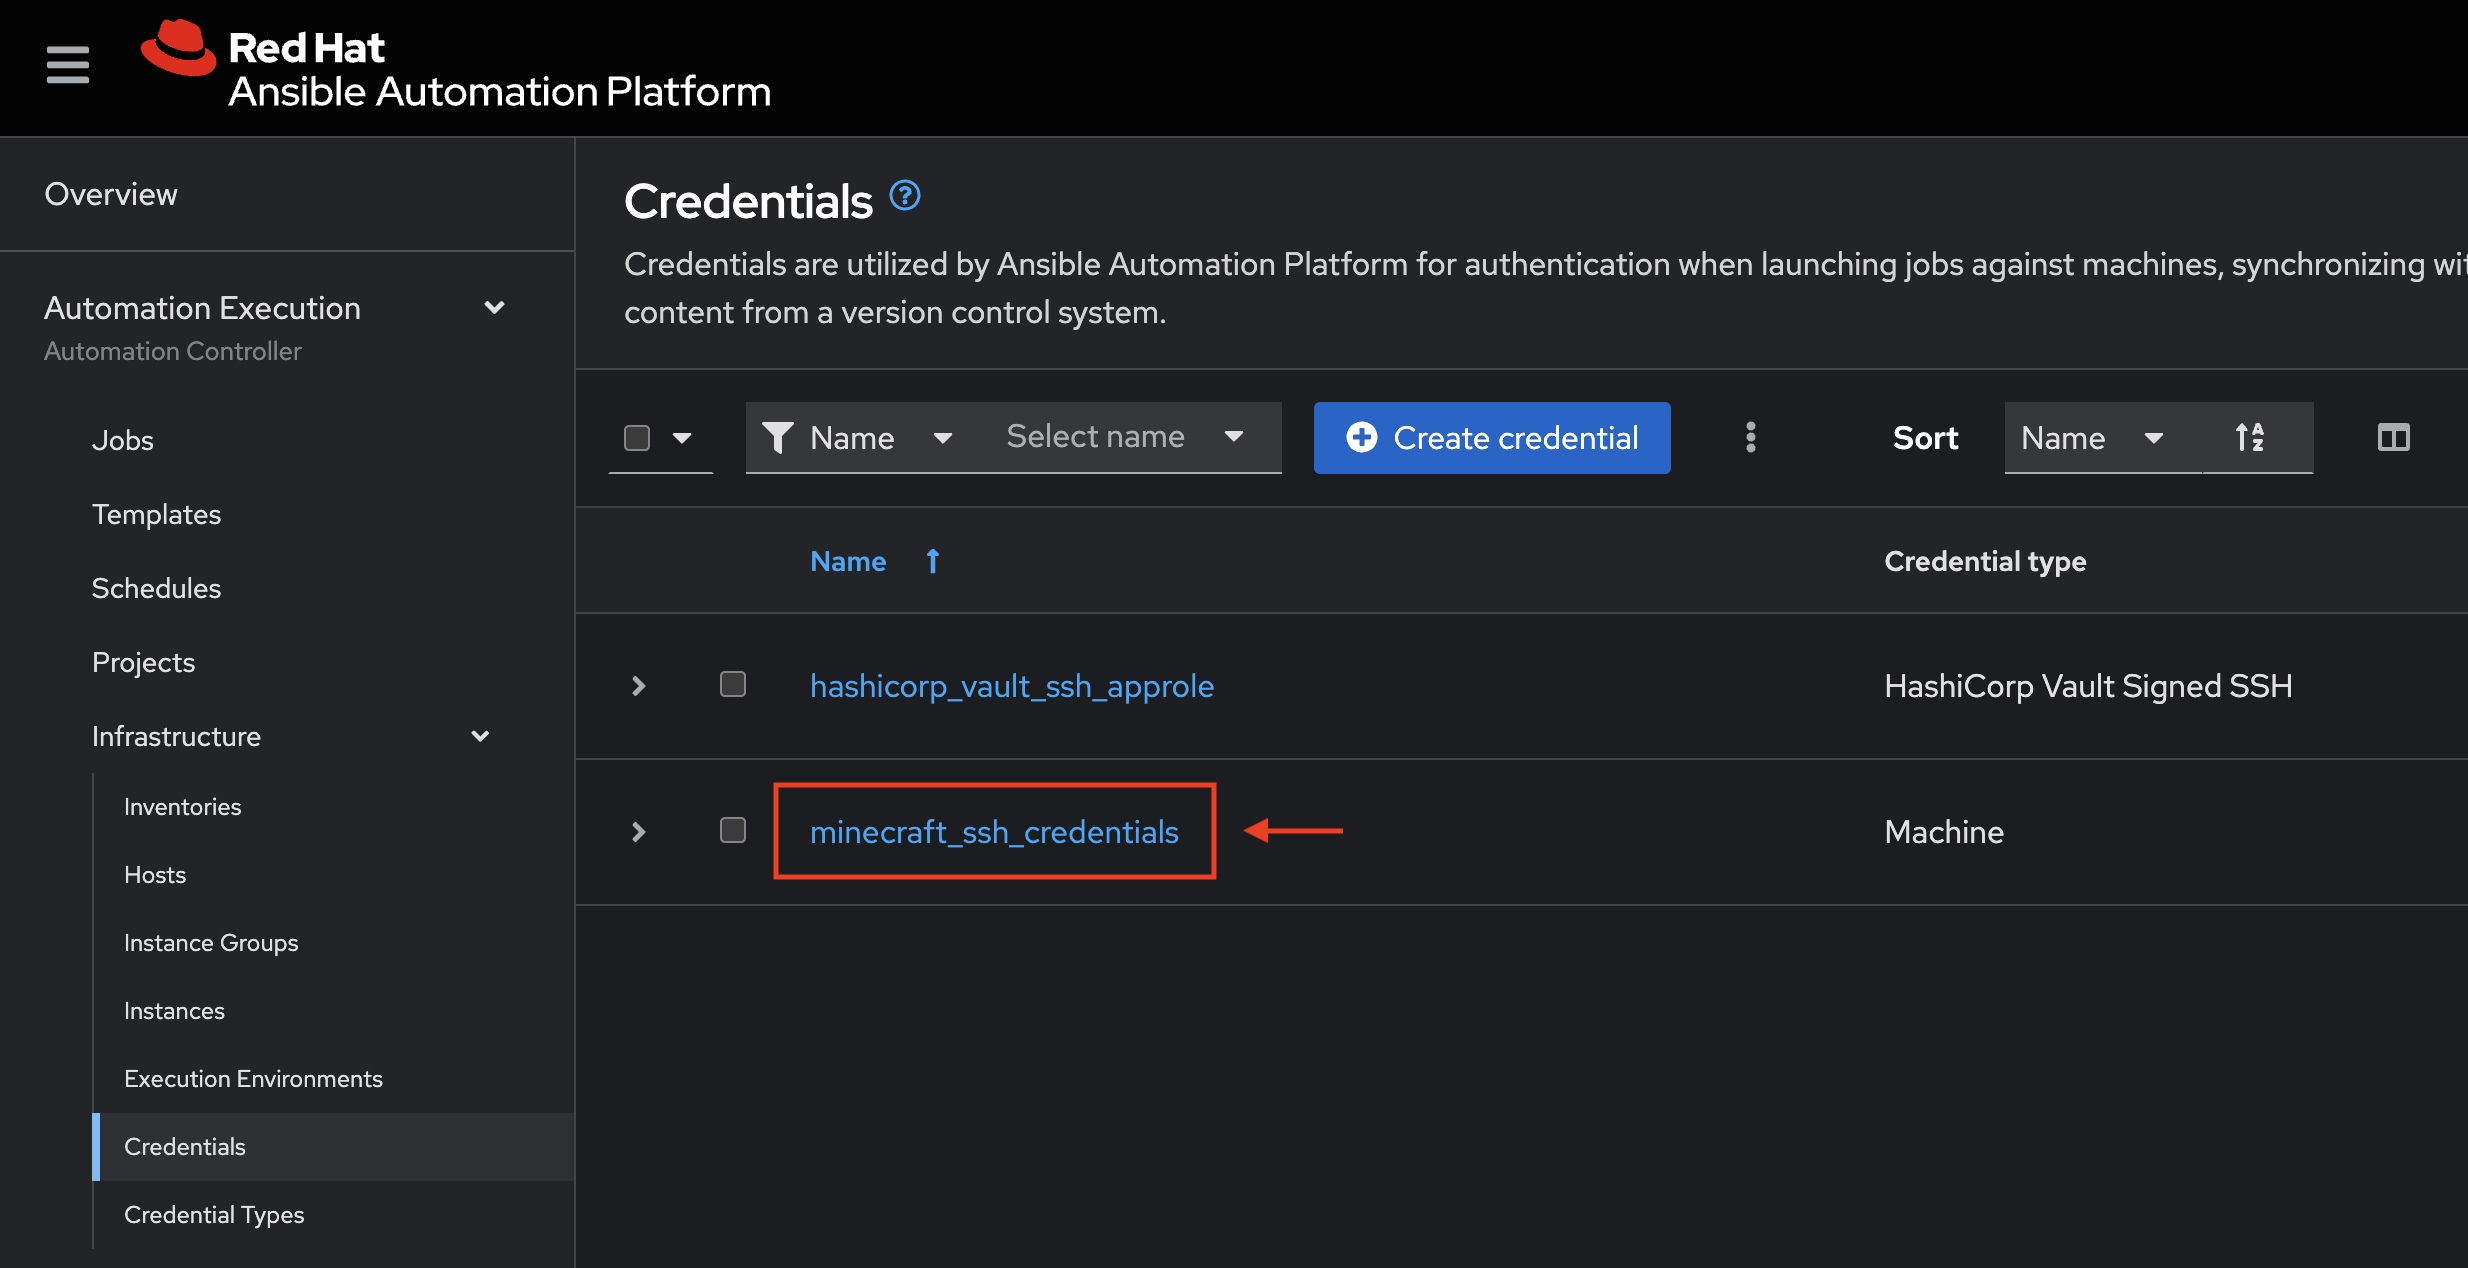 Red Hat
Ansible Automation Platform
Overview
Automation Execution
Automation Controller
Jobs
Templates
Schedules
Projects
Infrastructure
Inventories
Hosts
Instance Groups
Instances
Execution Environments
Credentials
Credential Types
Credentials
Credentials are utilized by Ansible Automation Platform for authentication when launching jobs against machines, synchronizing
content from a version control system.
Name Select name Create credential Sort Name
Name Credential type
hashicorp_vault_ssh_approle HashiCorp Vault Signed SSH
minecraft_ssh_credentials Machine